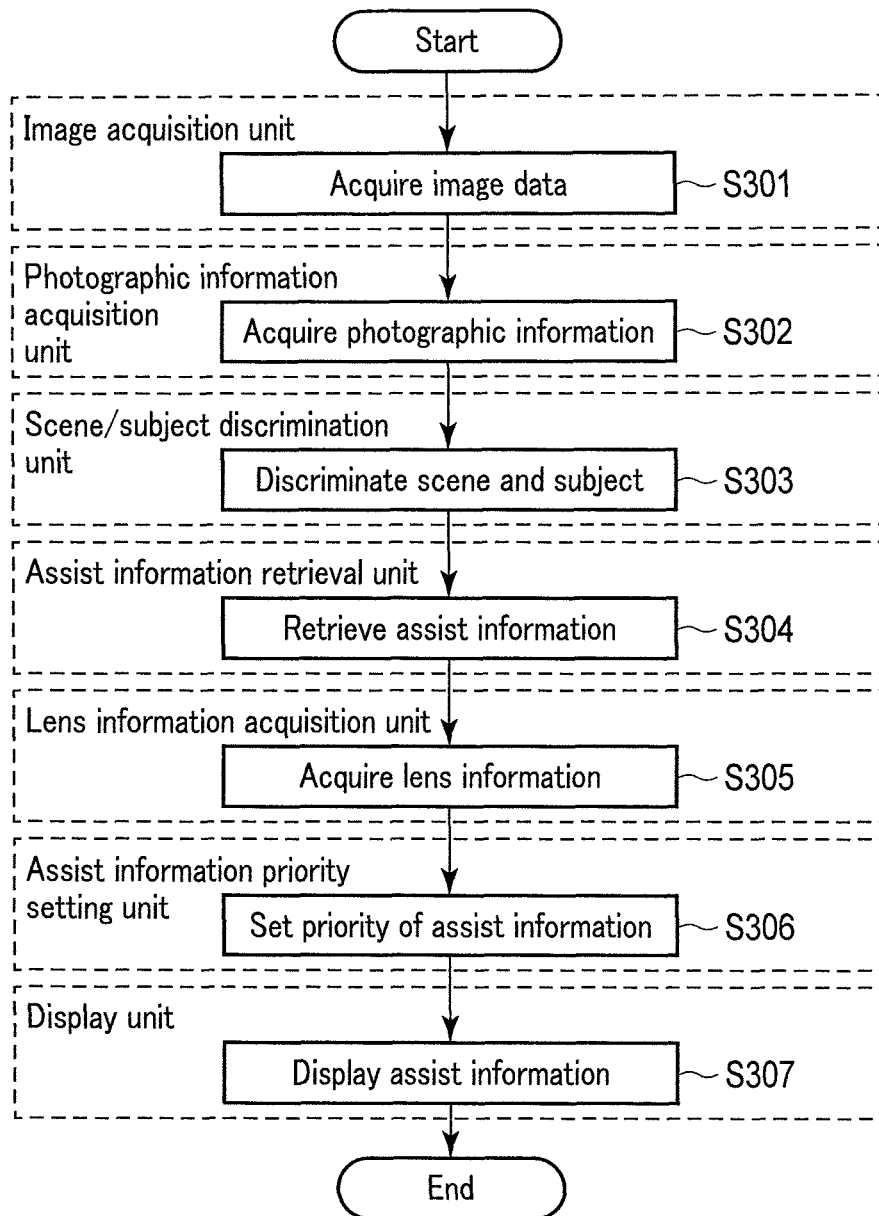 Start
Image acquisition unit
Acquire image data
S301
Photographic information
acquisition
unit
Acquire photographic information
S302
Scene/subject discrimination
unit
Discriminate scene and subject
S303
Assist information retrieval unit
Retrieve assist information
S304
Lens information acquisition unit
Acquire lens information
S305
Assist information priority
setting unit
Set priority of assist information
S306
Display unit
Display assist information
S307
End